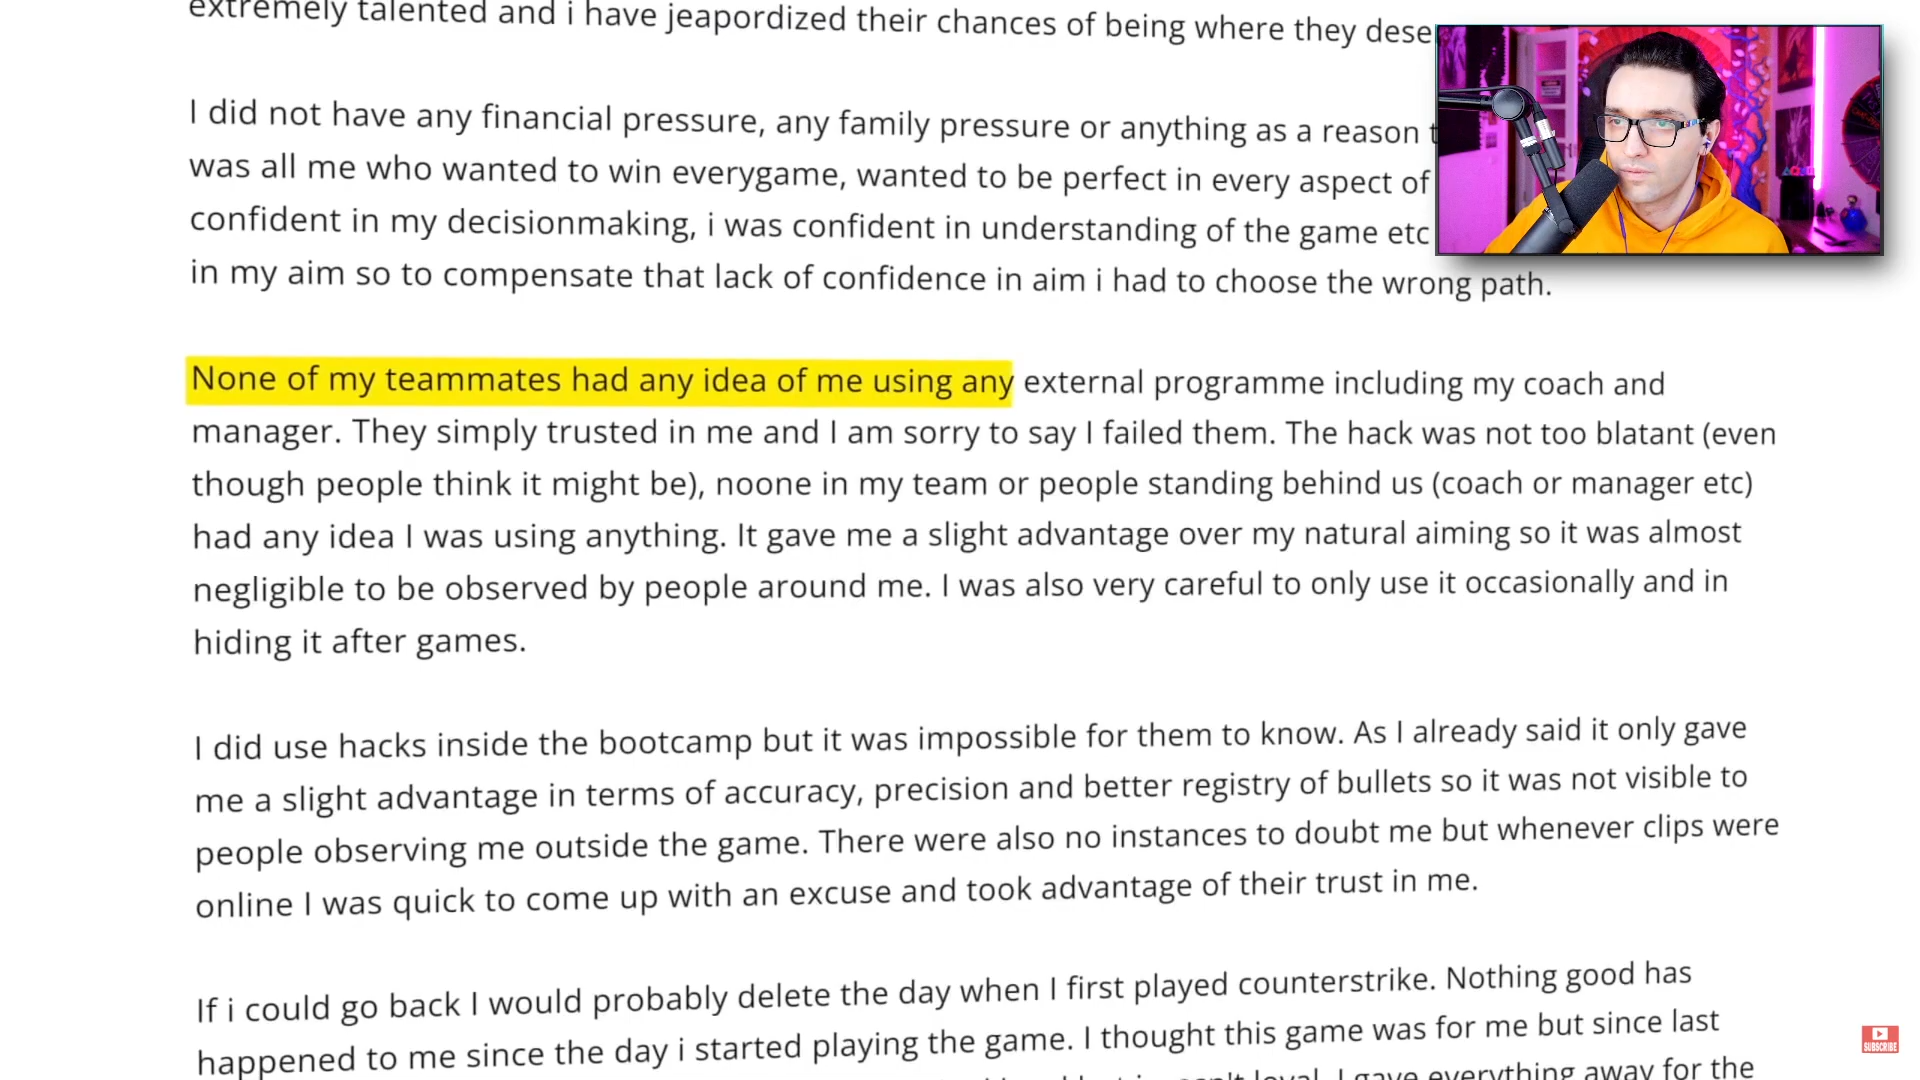 extremely talented and i have jeapordized their chances of being where they dese
I did not have any financial pressure, any family pressure or anything as a reason
was all me who wanted to win everygame, wanted to be perfect in every aspect of
confident in my decisionmaking, i was confident in understanding of the game etc
in my aim so to compensate that lack of confidence in aim i had to choose the wrong path.
None of my teammates had any idea of me using any external programme including my coach and
manager. They simply trusted in me and I am sorry to say I failed them. The hack was not too blatant (even
though people think it might be), noone in my team or people standing behind us (coach or manager etc)
had any idea I was using anything. It gave me a slight advantage over my natural aiming so it was almost
negligible to be observed by people around me. I was also very careful to only use it occasionally and in
hiding it after games.
I did use hacks inside the bootcamp but it was impossible for them to know. As I already said it only gave
me a slight advantage in terms of accuracy, precision and better registry of bullets so it was not visible to
people observing me outside the game. There were also no instances to doubt me but whenever clips were
online I was quick to come up with an excuse and took advantage of their trust in me.
If i could go back I would probably delete the day when I first played counterstrike. Nothing good has
happened to me since the day i started playing the game. I thought this game was for me but since last
loyal. I gave everything away for the
SUBSCRIBE